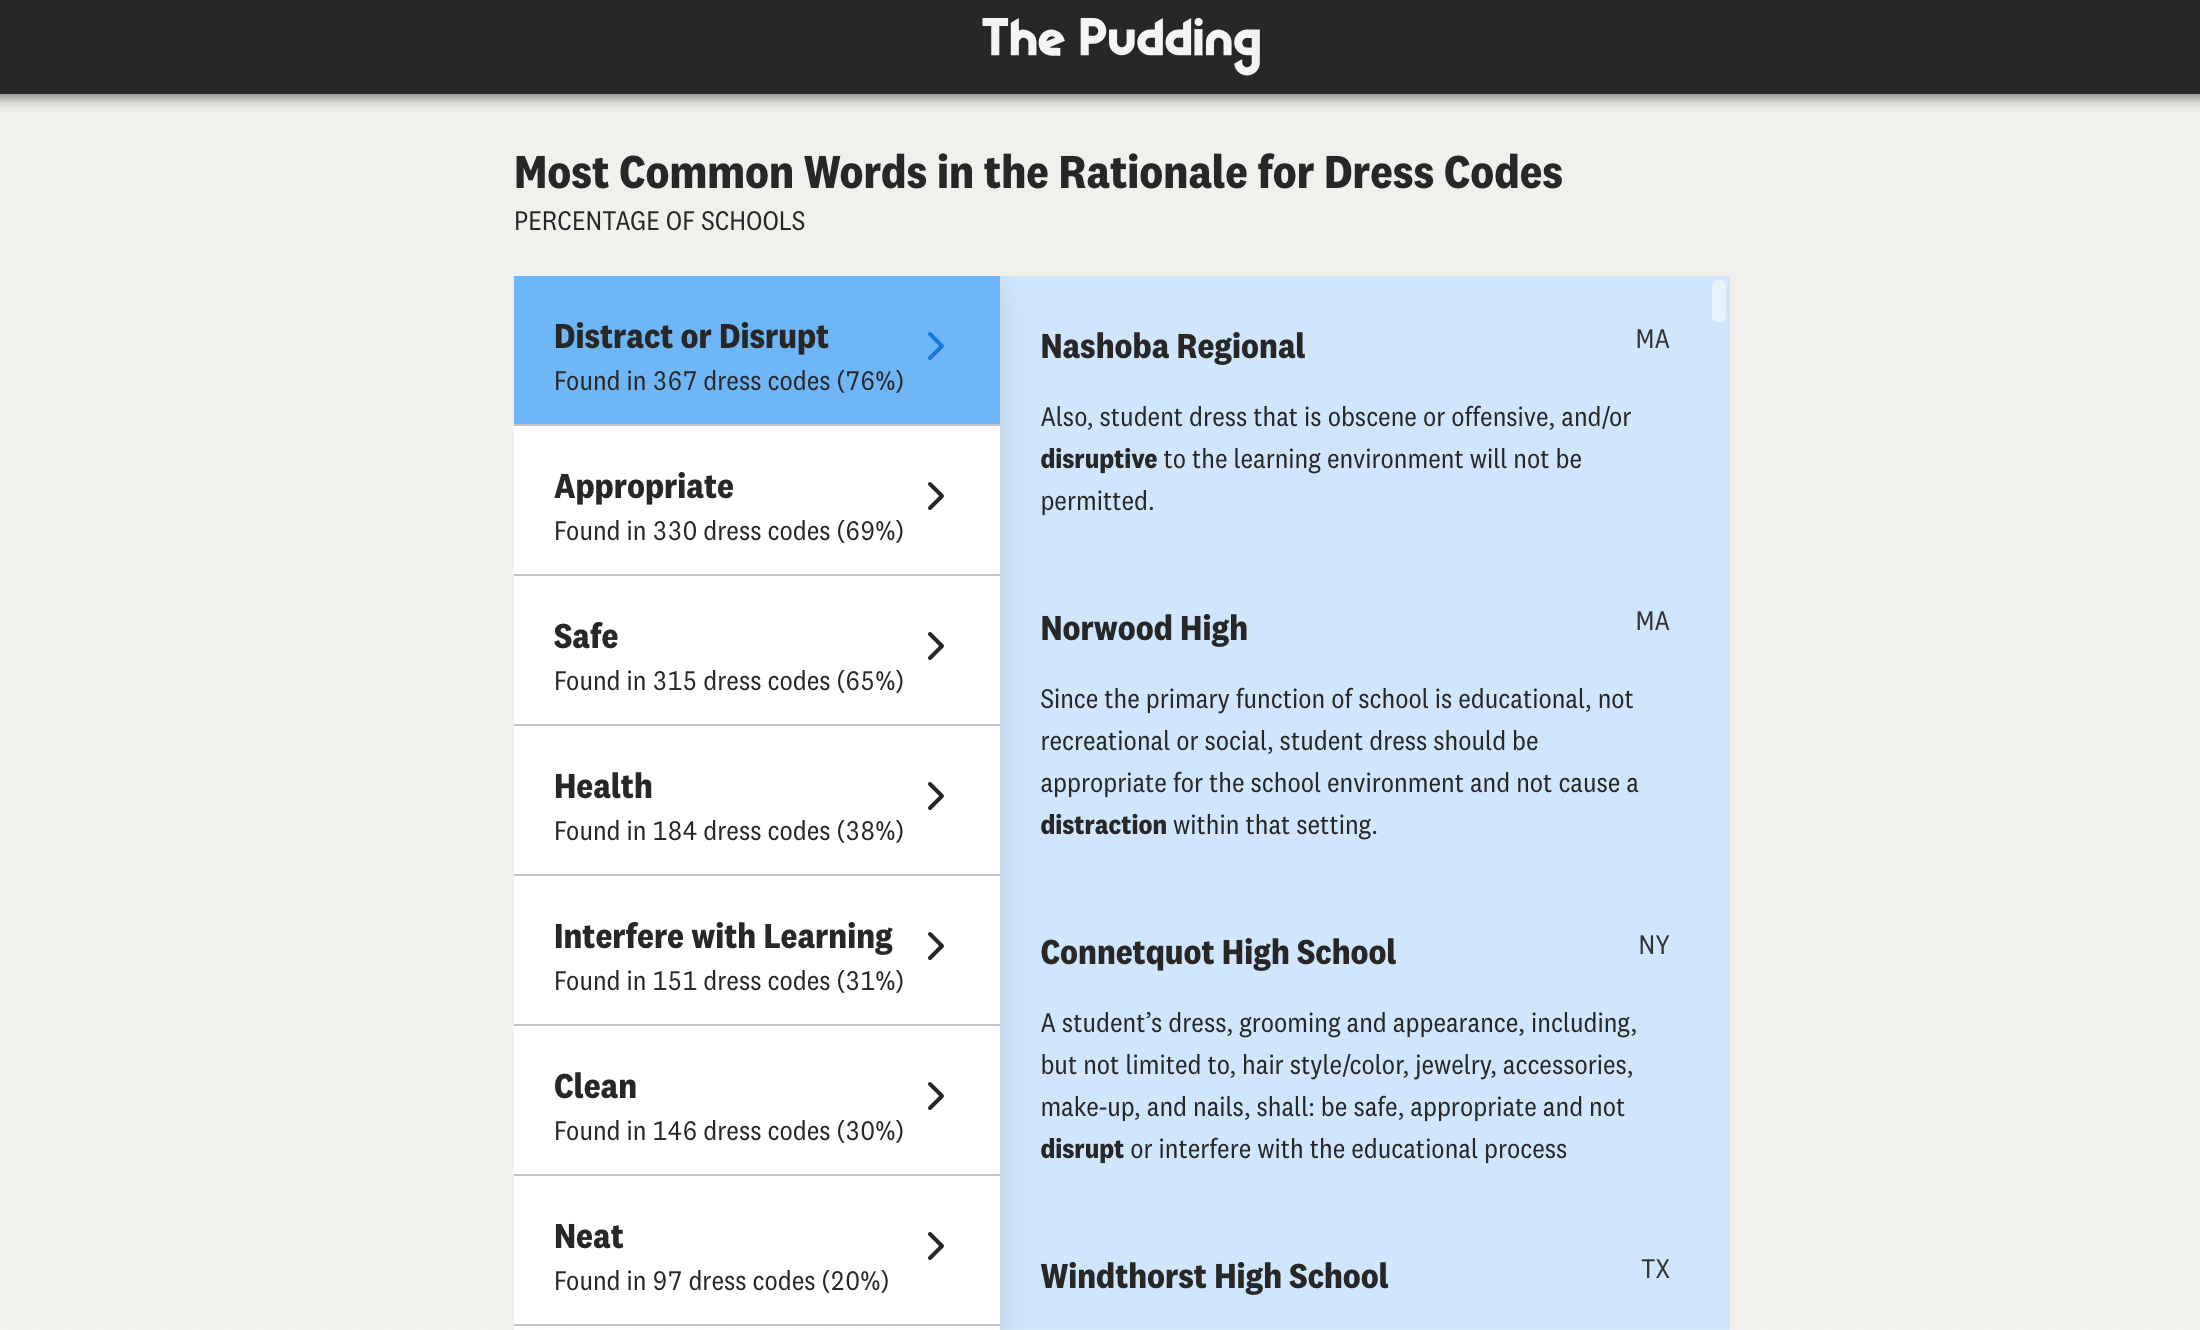 The Pudding
Most Common Words in the Rationale for Dress Codes
PERCENTAGE OF SCHOOLS
Distract or Disrupt
Found in 367 dress codes (76%)
Appropriate
Found in 330 dress codes (69%)
Safe
Found in 315 dress codes (65%)
Health
Found in 184 dress codes (38%)
Interfere with Learning
Found in 151 dress codes (31%)
Clean
Found in 146 dress codes (30%)
Neat
Found in 97 dress codes (20%)
Nashoba Regional
MA
Also, student dress that is obscene or offensive, and/or
disruptive to the learning environment will not be
permitted.
Norwood High
MA
Since the primary function of school is educational, not
recreational or social, student dress should be
appropriate for the school environment and not cause a
distraction within that setting.
Connetquot High School
NY
A student’s dress, grooming and appearance, including,
but not limited to, hair style/color, jewelry, accessories,
make-up, and nails, shall: be safe, appropriate and not
disrupt or interfere with the educational process
Windthorst High School
TX